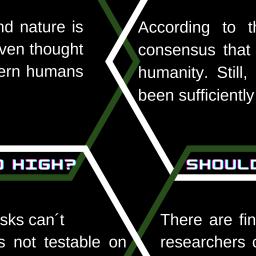 nd nature is
ven thought
ern humans
According to th
consensus that
humanity. Still,
been sufficiently
O HIGH?
SHOULD
sks can´t
s not testable on
There are fin
researchers c